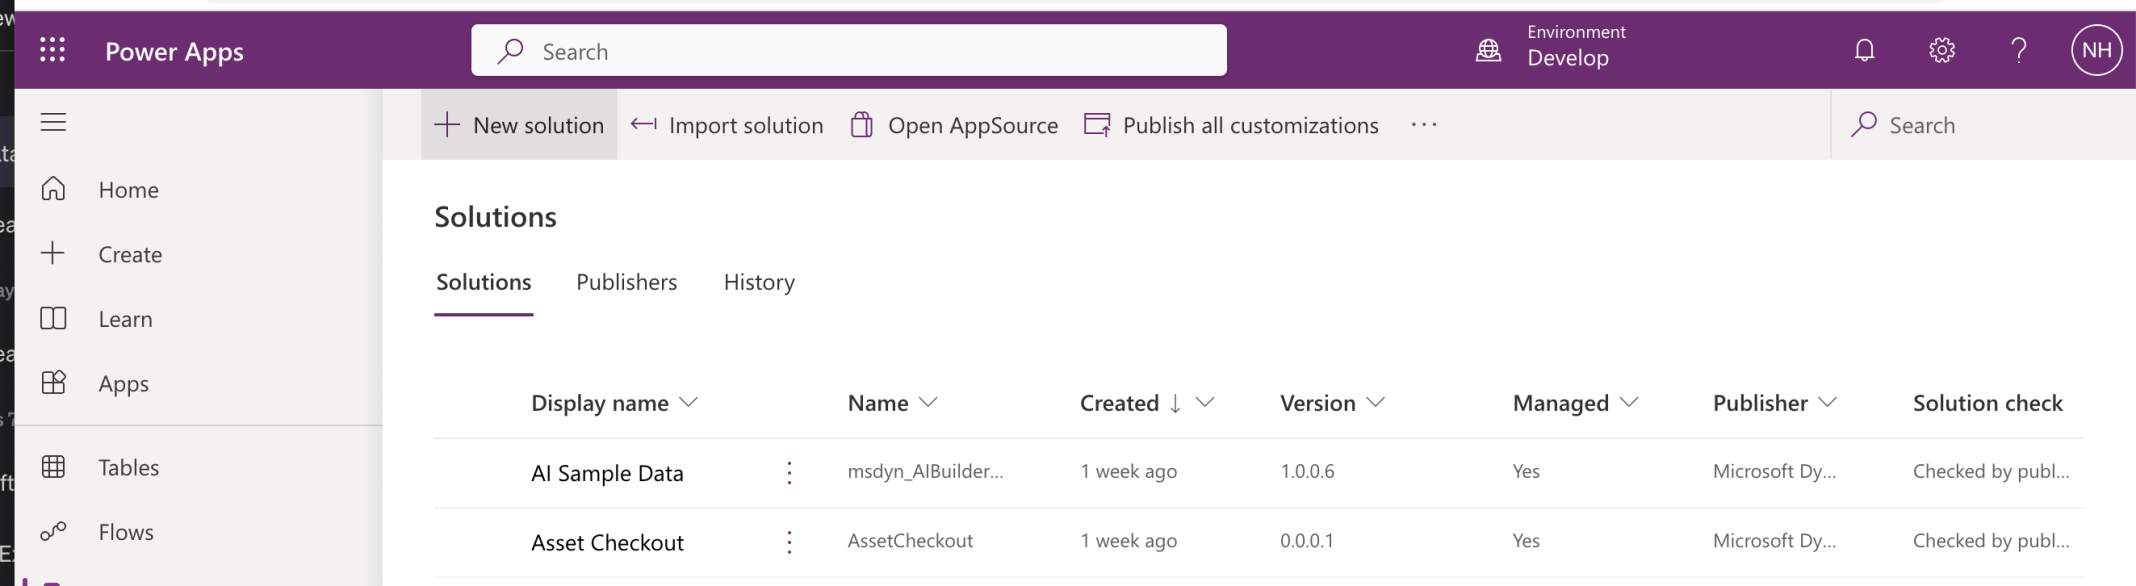 Power Apps
Search
Environment
Develop
NH
New solution
Import solution
Open AppSource
Publish all customizations
...
Search
Home
Create
Learn
Apps
Tables
Flows
Solutions
Solutions Publishers History
Display name Name Created Version Managed Publisher Solution check
AI Sample Data msdyn_AIBuilder... 1 week ago 1.0.0.6 Yes Microsoft Dy... Checked by publ...
Asset Checkout AssetCheckout 1 week ago 0.0.0.1 Yes Microsoft Dy... Checked by publ...